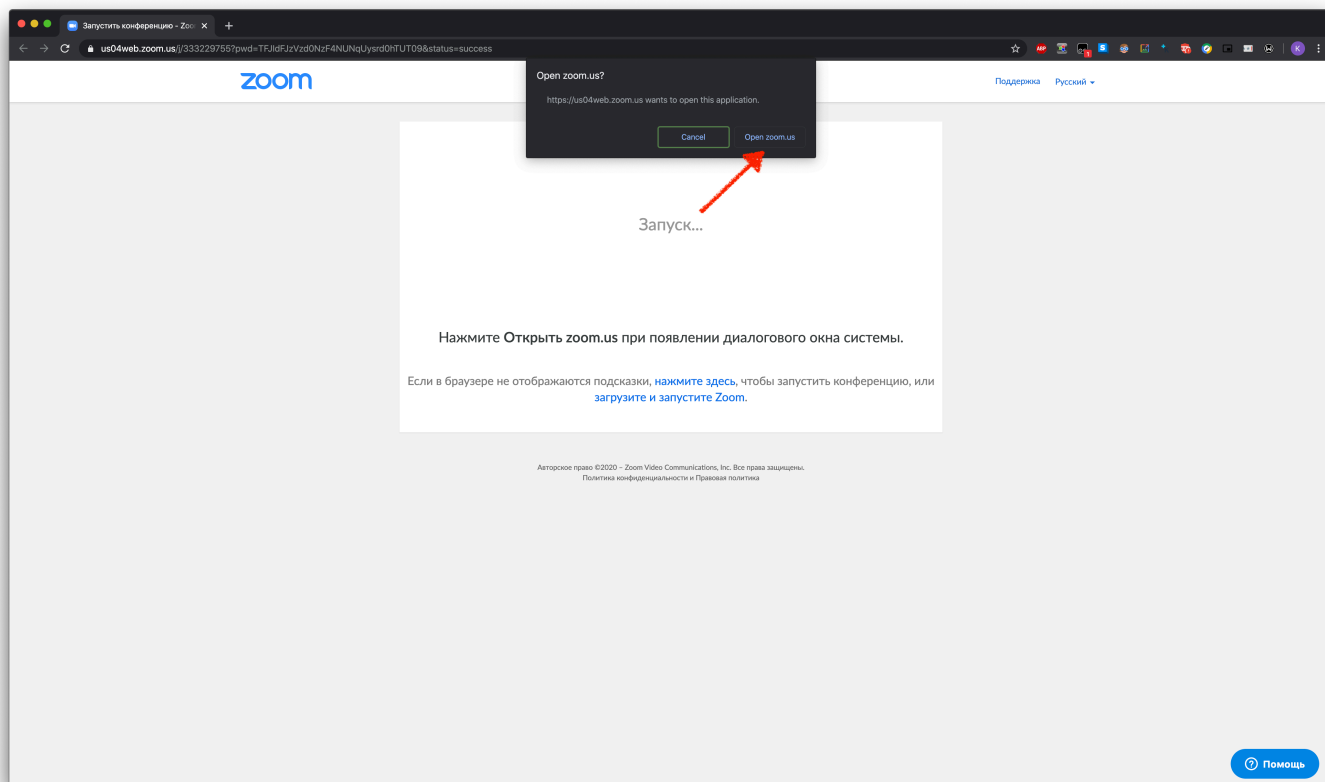 Запустить конференцию - Zoo
us04web.zoom.us/j/333229755?pwd=TFJldFJzVzd0NzF4NUNqUysrd0hTUT09&status=success
zoom
Поддержка Русский
Open zoom.us?
https://us04web.zoom.us wants to open this application.
Cancel Open zoom.us
Запуск...
Нажмите Открыть zoom.us при появлении диалогового окна системы.
Если в браузере не отображаются подсказки, нажмите здесь, чтобы запустить конференцию, или
загрузите и запустите Zoom.
Авторское право ©2020 – Zoom Video Communications, Inc. Все права защищены.
Политика конфиденциальности и Правовая политика
Помощь